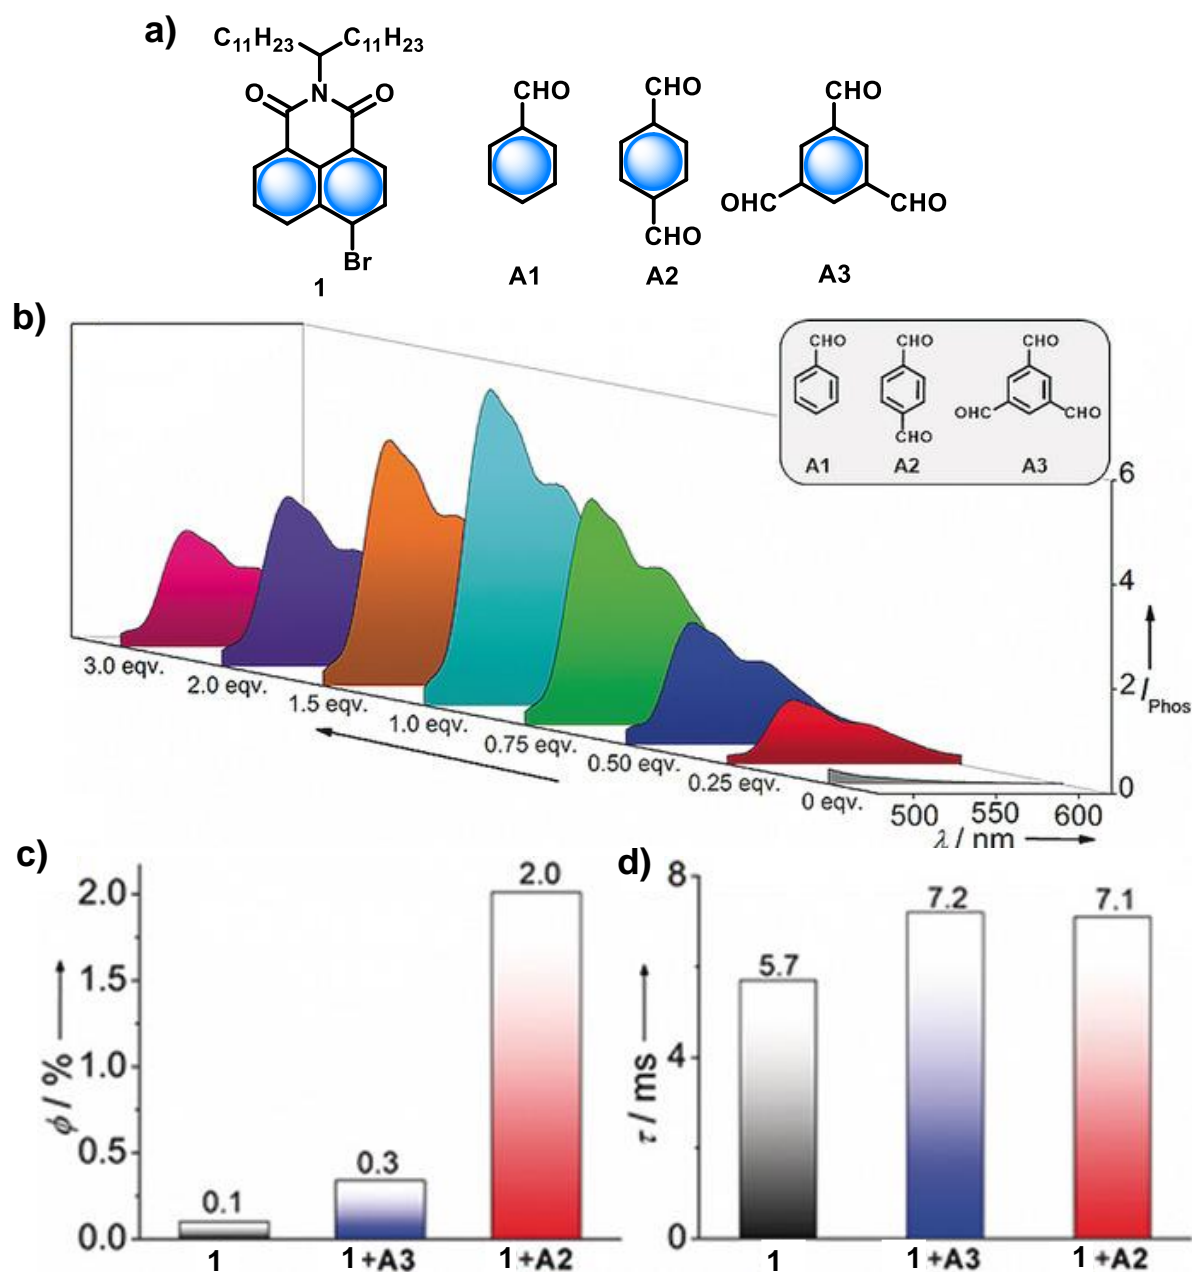 a)
C₁₁H₂₃ C₁₁H₂₃
O N O
Br
1
CHO
A1
CHO
CHO
A2
CHO
OHC CHO
A3
b)
CHO
A1
CHO
CHO
A2
CHO
OHC CHO
A3
6
4
2
0
I Phos
3.0 eqv.
2.0 eqv.
1.5 eqv.
1.0 eqv.
0.75 eqv.
0.50 eqv.
0.25 eqv.
0 eqv.
500 550 600
λ / nm
c)
2.0
1.5
1.0
0.5
0.0
ϕ / %
0.1
0.3
2.0
1 1+A3 1+A2
d)
8
4
0
τ / ms
5.7
7.2
7.1
1 1+A3 1+A2